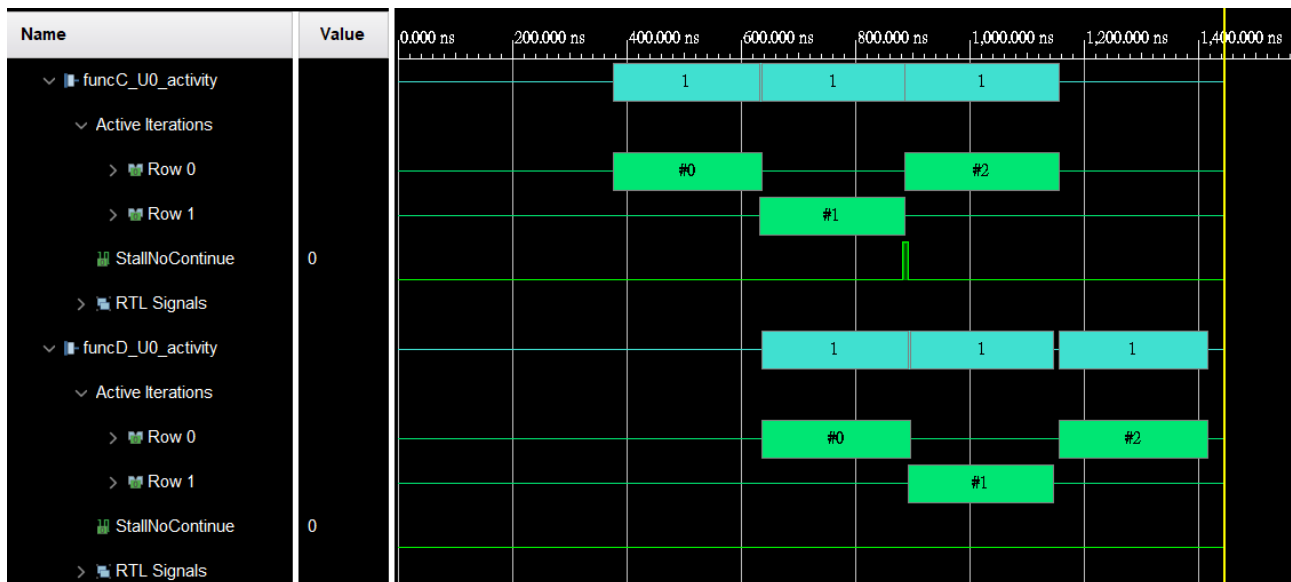 Name Value 0.000 ns 200.000 ns 400.000 ns 600.000 ns 800.000 ns 1,000.000 ns 1,200.000 ns 1,400.000 ns
funcC_U0_activity 1 1 1
Active Iterations
Row 0 #0 #2
Row 1 #1
StallNoContinue 0
RTL Signals
funcD_U0_activity 1 1 1
Active Iterations
Row 0 #0 #2
Row 1 #1
StallNoContinue 0
RTL Signals